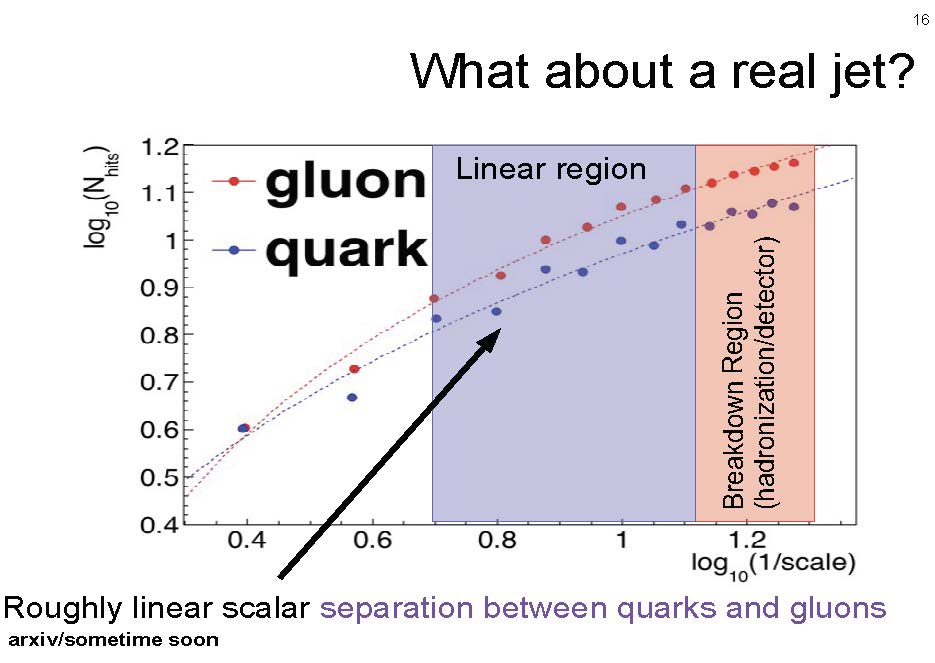 16
What about a real jet?
log10(Nhits)
1.2
1.1
1
0.9
0.8
0.7
0.6
0.5
0.4
gluon
quark
Linear region
Breakdown Region
(hadronization/detector)
0.4 0.6 0.8 1 1.2
log10(1/scale)
Roughly linear scalar separation between quarks and gluons
arxiv/sometime soon